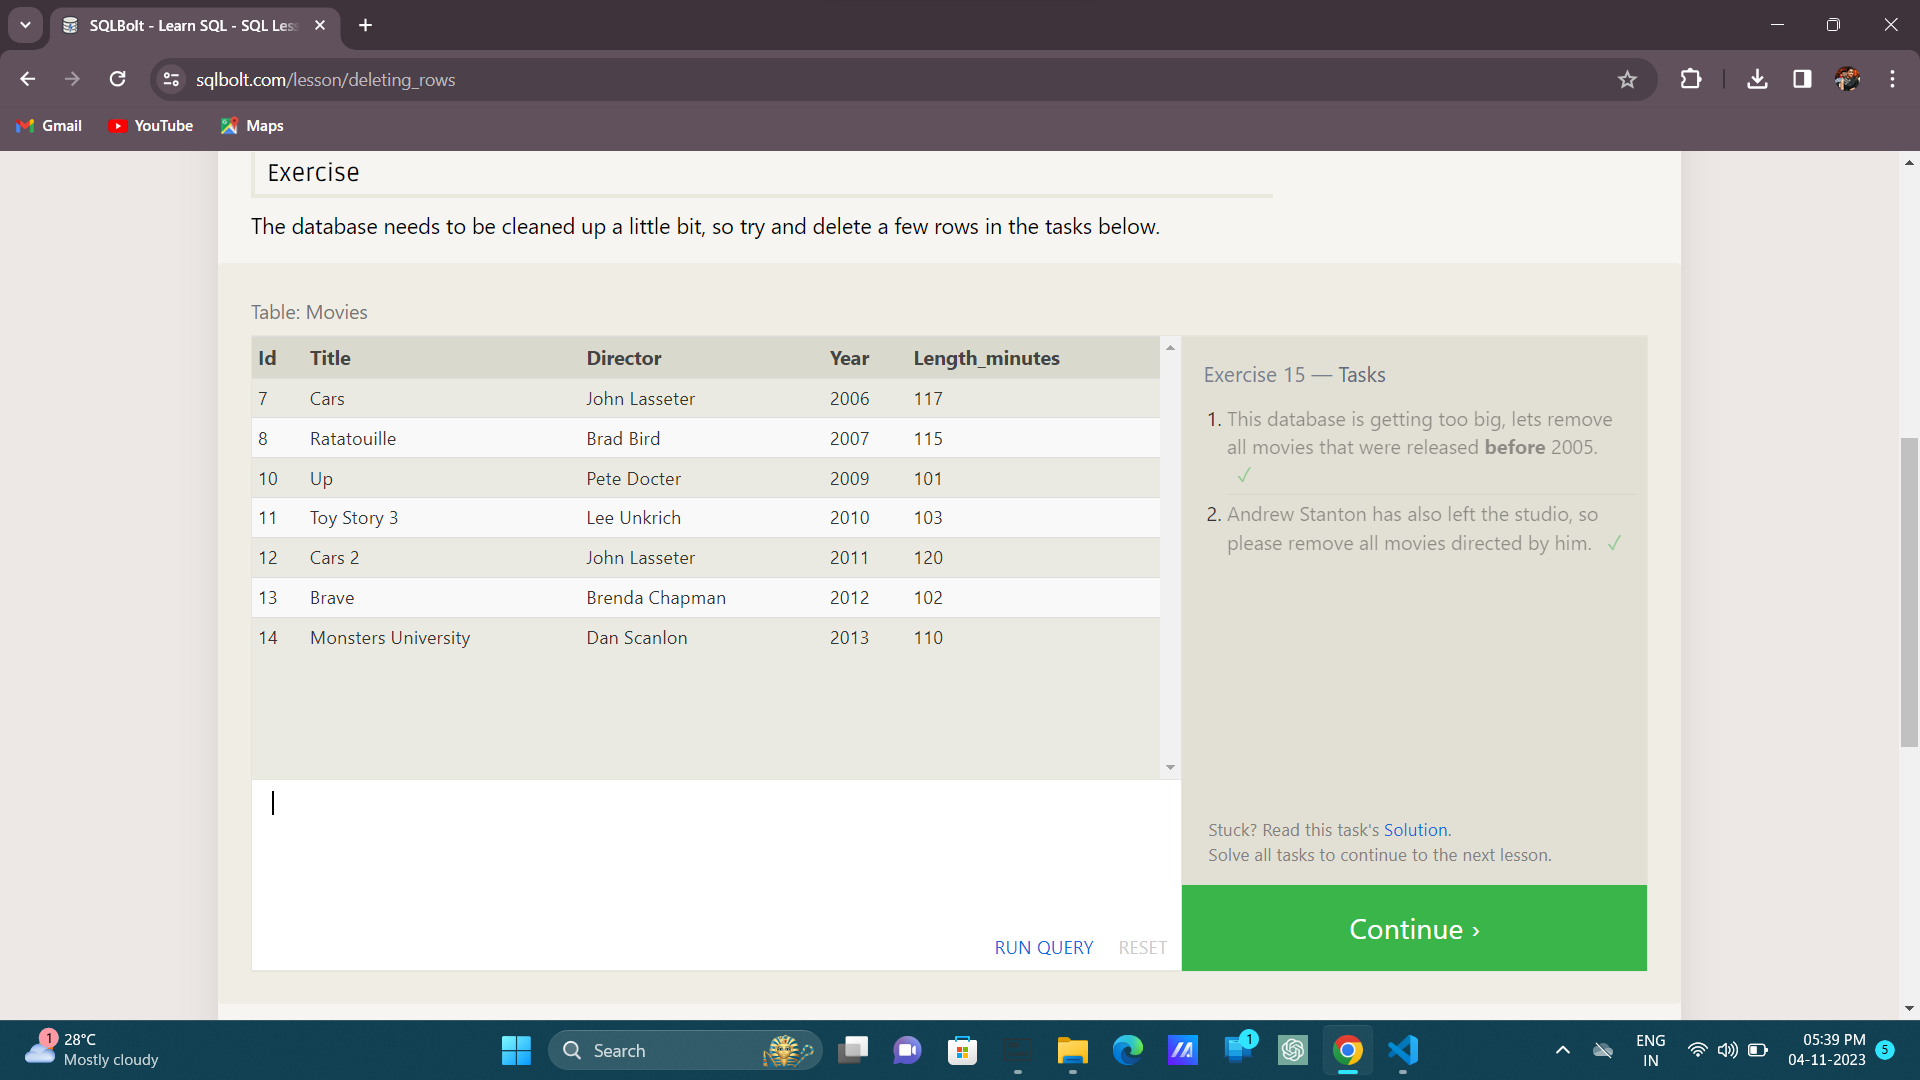 SQLBolt - Learn SQL - SQL Less
sqlbolt.com/lesson/deleting_rows
Gmail YouTube Maps
Exercise
The database needs to be cleaned up a little bit, so try and delete a few rows in the tasks below.
Table: Movies
Id Title Director Year Length_minutes
7 Cars John Lasseter 2006 117
8 Ratatouille Brad Bird 2007 115
10 Up Pete Docter 2009 101
11 Toy Story 3 Lee Unkrich 2010 103
12 Cars 2 John Lasseter 2011 120
13 Brave Brenda Chapman 2012 102
14 Monsters University Dan Scanlon 2013 110
RUN QUERY RESET
Exercise 15 — Tasks
1. This database is getting too big, lets remove
all movies that were released before 2005.
✓
2. Andrew Stanton has also left the studio, so
please remove all movies directed by him. ✓
Stuck? Read this task's Solution.
Solve all tasks to continue to the next lesson.
Continue ›
1
28°C
Mostly cloudy
Search
1
ENG
IN
05:39 PM
04-11-2023
5